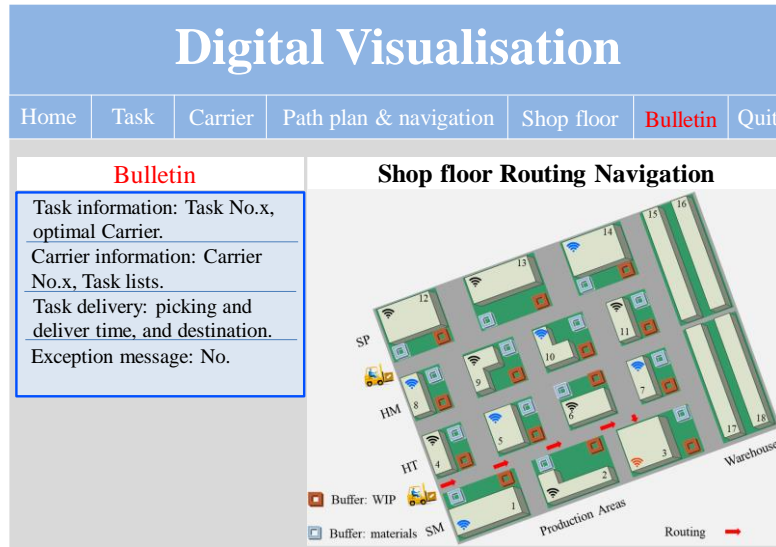 Digital Visualisation
Home Task Carrier Path plan & navigation Shop floor Bulletin Quit
Bulletin
Task information: Task No.x,
optimal Carrier.
Carrier information: Carrier
No.x, Task lists.
Task delivery: picking and
deliver time, and destination.
Exception message: No.
Shop floor Routing Navigation
16
15
14
13
12
SP
11
10
9
8
HM
7
6
5
4
HT
3
2
1
SM
18
17
Warehouse
Production Areas
Buffer: WIP
Buffer: materials
Routing